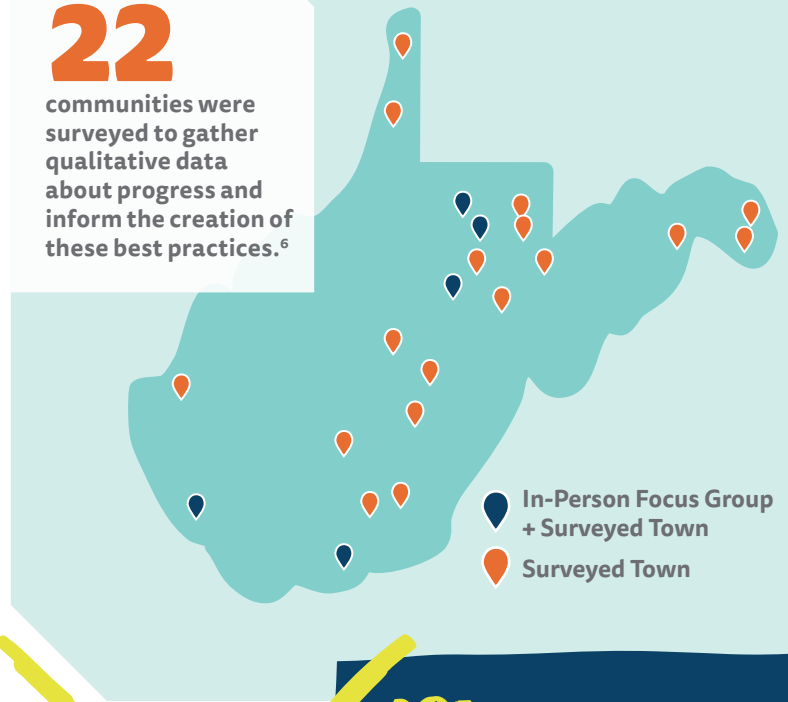 22
communities were
surveyed to gather
qualitative data
about progress and
inform the creation of
these best practices.⁶
In-Person Focus Group
+ Surveyed Town
Surveyed Town